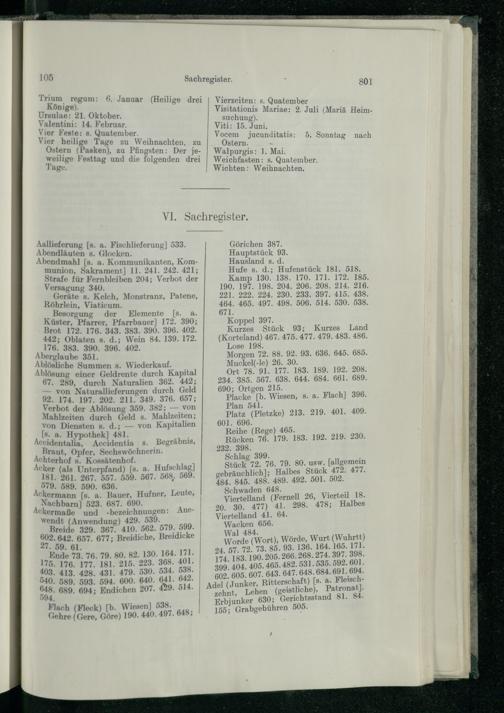 105
Sachregister.
801
Trium regum: 6. Januar (Heilige drei
Könige).
Ursulae: 21. Oktober.
Valentini: 14. Februar.
Vier Feste: s. Quatember.
Vier heilige Tage zu Weihnachten, zu
Ostern (Pasken), zu Pfingsten: Der je-
weilige Festtag und die folgenden drei
Tage.
Vierzeiten: s. Quatember
Visitationis Mariae: 2. Juli (Mariä Heim-
suchung).
Viti: 15. Juni.
Vocem jucunditatis: 5. Sonntag nach
Ostern.
Walpurgis: 1. Mai.
Weichfasten: s. Quatember.
Wichten: Weihnachten.
VI. Sachregister.
Aallieferung [s. a. Fischlieferung] 533.
Abendläuten s. Glocken.
Abendmahl [s. a. Kommunikanten, Kom-
munion, Sakrament] 11. 241. 242. 421;
Strafe für Fernbleiben 204; Verbot der
Versagung 340.
Geräte s. Kelch, Monstranz, Patene,
Röhrlein, Viaticum.
Besorgung der Elemente [s. a.
Küster, Pfarrer, Pfarrbauer] 172. 390;
Brot 172. 176. 343. 383. 390. 396. 402.
442; Oblaten s. d.; Wein 84. 139. 172.
176. 383. 390. 396. 402.
Aberglaube 351.
Ablösliche Summen s. Wiederkauf.
Ablösung einer Geldrente durch Kapital
67. 289, durch Naturalien 362. 442;
— von Naturallieferungen durch Geld
92. 174. 197. 202. 211. 349. 376. 657;
Verbot der Ablösung 359. 382; — von
Mahlzeiten durch Geld s. Mahlzeiten;
von Diensten s. d.; — von Kapitalien
[s. a. Hypothek] 481.
Accidentalia, Accidentia s. Begräbnis,
Braut, Opfer, Sechswöchnerin.
Achterhof s. Kossätenhof.
Acker (als Unterpfand) [s. a. Hufschlag]
181. 261. 267. 557. 559. 567. 568. 569.
579. 589. 590. 636.
Ackermann [s. a. Bauer, Hufner, Leute,
Nachbarn] 523. 687. 690.
Ackermaße und -bezeichnungen: Ane-
wendt (Anwendung) 429. 539.
Breide 329. 367. 410. 562. 579. 599.
602. 642. 657. 677; Breidiche, Breidicke
27. 59. 61.
Ende 73. 76. 79. 80. 82. 130. 164. 171.
175. 176. 177. 181. 215. 223. 368. 401.
403. 413. 428. 431. 479. 530. 534. 538.
540. 589. 593. 594. 600. 640. 641. 642.
648. 689. 694; Endichen 207. 429. 514.
594.
Flach (Fleck) [b. Wiesen] 538.
Gehre (Gere, Göre) 190. 440. 497. 648;
Görichen 387.
Hauptstück 93.
Hausland s. d.
Hufe s. d.; Hufenstück 181. 518.
Kamp 130. 138. 170. 171. 172. 185.
190. 197. 198. 204. 206. 208. 214. 216.
221. 222. 224. 230. 233. 397. 415. 438.
464. 465. 497. 498. 506. 514. 530. 538.
671.
Koppel 397.
Kurzes Stück 93; Kurzes Land
(Korteland) 467. 475. 477. 479. 483. 486.
Lose 198.
Morgen 72. 88. 92. 93. 636. 645. 685.
Muckel(-le) 26. 30.
Ort 78. 91. 177. 183. 189. 192. 208.
234. 385. 567. 638. 644. 684. 661. 689.
690; Ortgen 215.
Placke [b. Wiesen, s. a. Flach] 396.
Plan 541.
Platz (Pletzke) 213. 219. 401. 409.
601. 696.
Reihe (Rege) 465.
Rücken 76. 179. 183. 192. 219. 230.
232. 398.
Schlag 399.
Stück 72. 76. 79. 80. usw. [allgemein
gebräuchlich]; Halbes Stück 472. 477.
484. 845. 488. 489. 492. 501. 502.
Schwaden 648.
Viertelland (Fernell 26, Vierteil 18.
20. 30. 477) 41. 298. 478; Halbes
Viertelland 41. 64.
Wacken 656.
Wal 484.
Worde (Wort), Wörde, Wurt (Wuhrtt)
24. 57. 72. 73. 85. 93. 136. 164. 165. 171.
174. 183. 190. 205. 266. 268. 274. 397. 398.
399. 404. 405. 465. 482. 531. 535. 592. 601.
602. 605. 607. 643. 647. 648. 684. 691. 694.
Adel (Junker, Ritterschaft) [s. a. Fleisch-
zehnt, Lehen (geistliche), Patronat].
Erbjunker 630; Gerichtsstand 81. 84.
155; Grabgebühren 505.